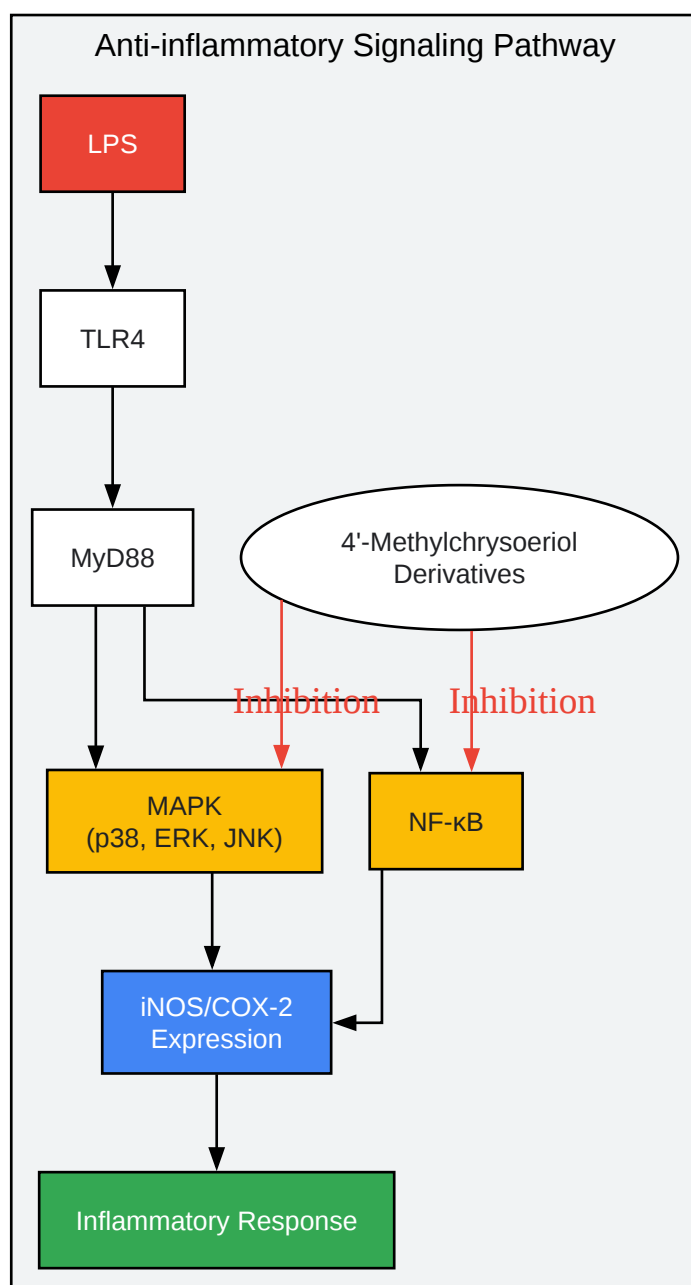 Anti-inflammatory Signaling Pathway
LPS
TLR4
MyD88
4'-Methylchrysoeriol
Derivatives
Inhibition
Inhibition
MAPK
(p38, ERK, JNK)
NF-κB
iNOS/COX-2
Expression
Inflammatory Response